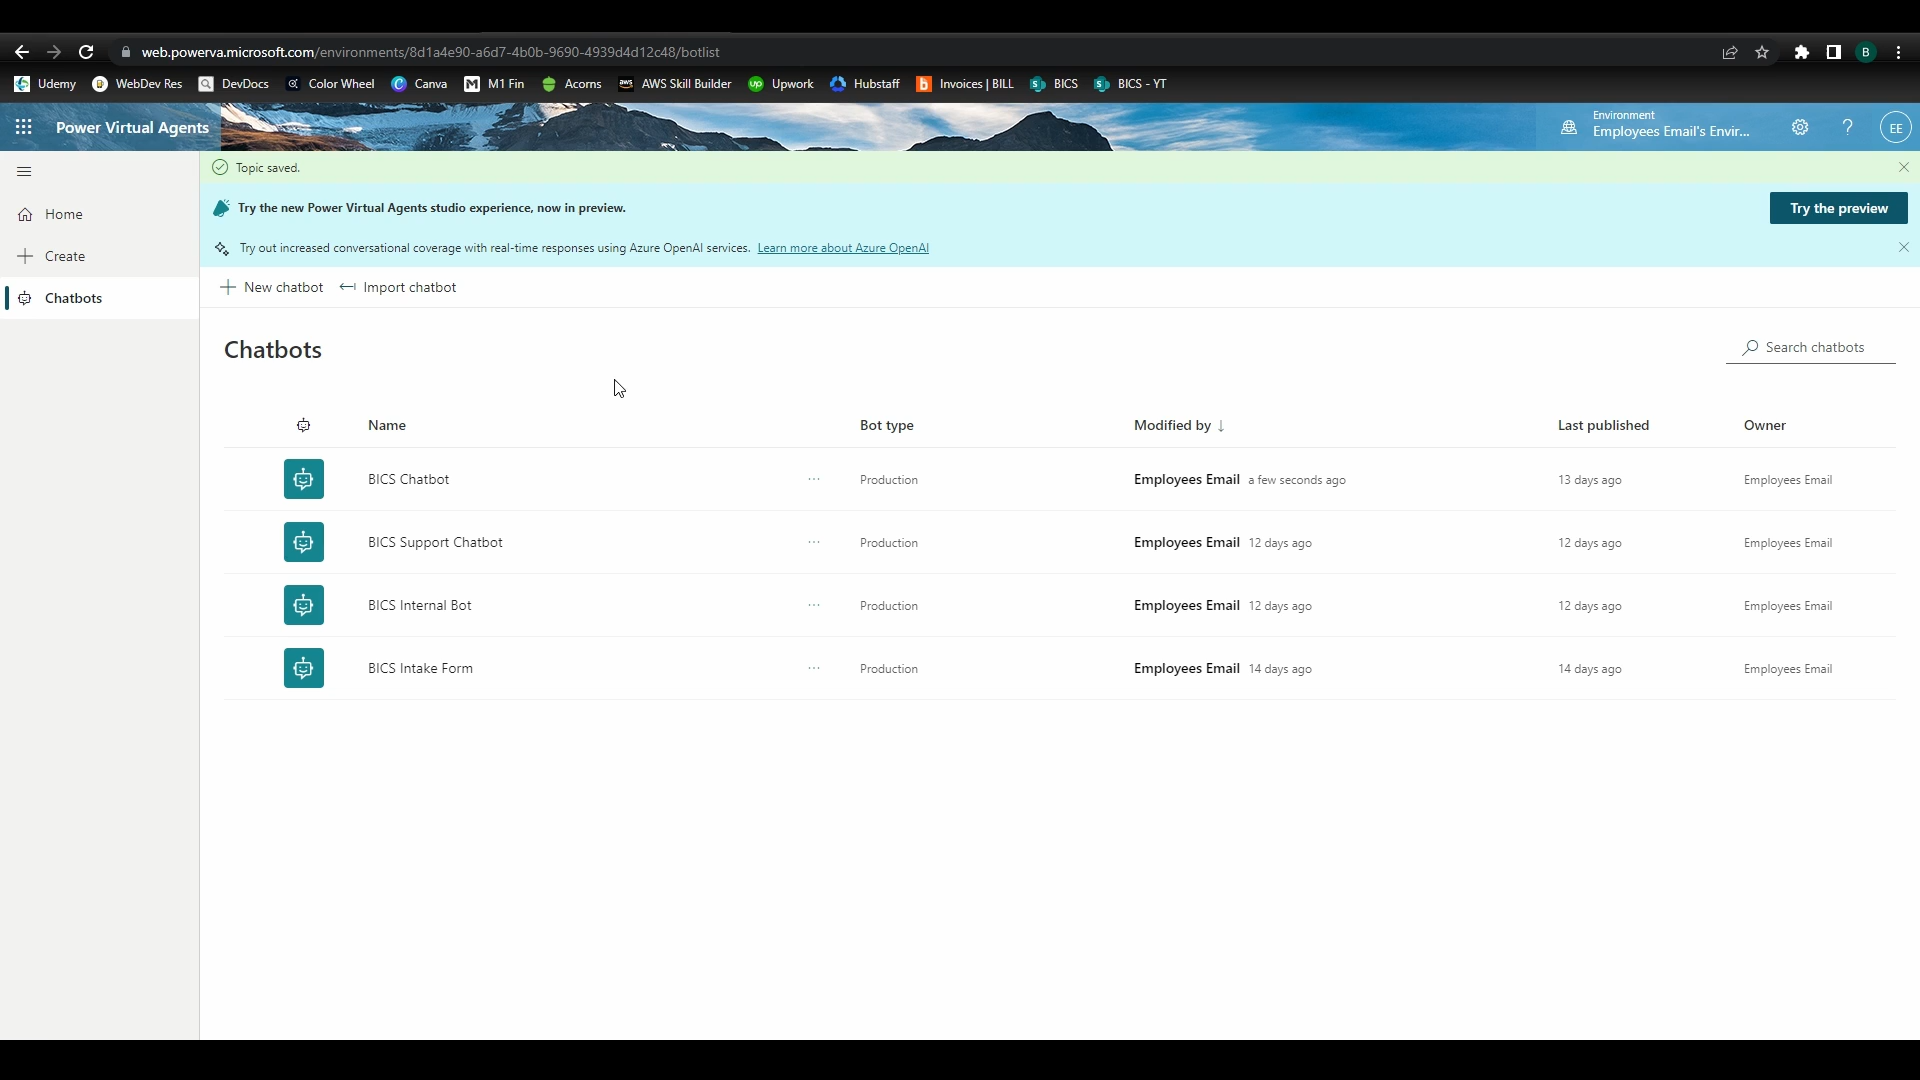 web.powerva.microsoft.com/environments/8d1a4e90-a6d7-4b0b-9690-4939d4d12c48/botlist
B
Udemy WebDev Res DevDocs Color Wheel Canva M1 Fin Acorns aws AWS Skill Builder up Upwork Hubstaff b Invoices | BILL BICS BICS - YT
Power Virtual Agents
Environment
Employees Email's Envir...
?
EE
Topic saved.
Home
Try the new Power Virtual Agents studio experience, now in preview.
Try the preview
Try out increased conversational coverage with real-time responses using Azure OpenAI services. Learn more about Azure OpenAI
Create
Chatbots
New chatbot Import chatbot
Chatbots
Search chatbots
Name Bot type Modified by ↓ Last published Owner
BICS Chatbot ... Production Employees Email a few seconds ago 13 days ago Employees Email
BICS Support Chatbot ... Production Employees Email 12 days ago 12 days ago Employees Email
BICS Internal Bot ... Production Employees Email 12 days ago 12 days ago Employees Email
BICS Intake Form ... Production Employees Email 14 days ago 14 days ago Employees Email